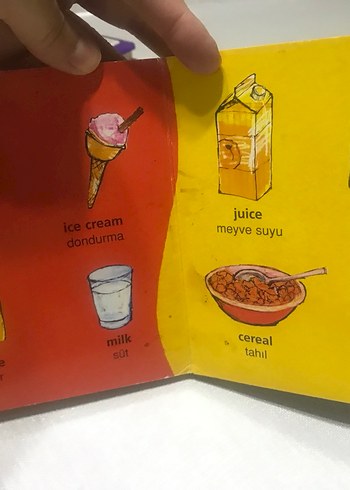 ice cream
dondurma
juice
meyve suyu
milk
süt
cereal
tahıl